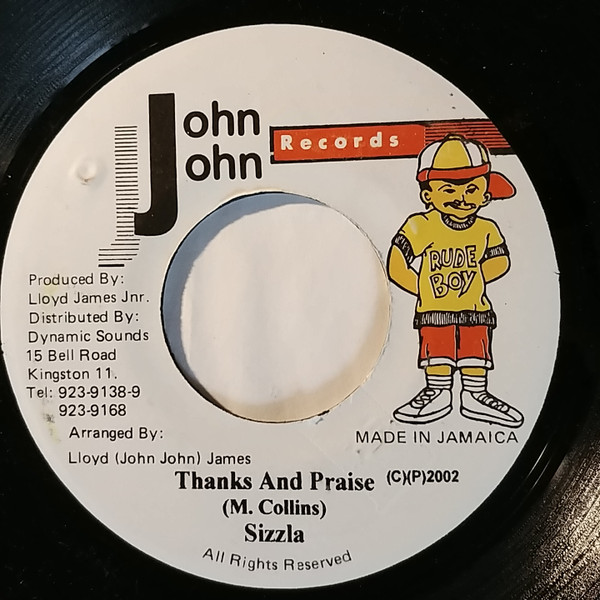 John
John
Records
RUDE
BOY
Produced By:
Lloyd James Jnr.
Distributed By:
Dynamic Sounds
15 Bell Road
Kingston 11.
Tel: 923-9138-9
923-9168
Arranged By:
Lloyd (John John) James
MADE IN JAMAICA
Thanks And Praise (C)(P)2002
(M. Collins)
Sizzla
All Rights Reserved